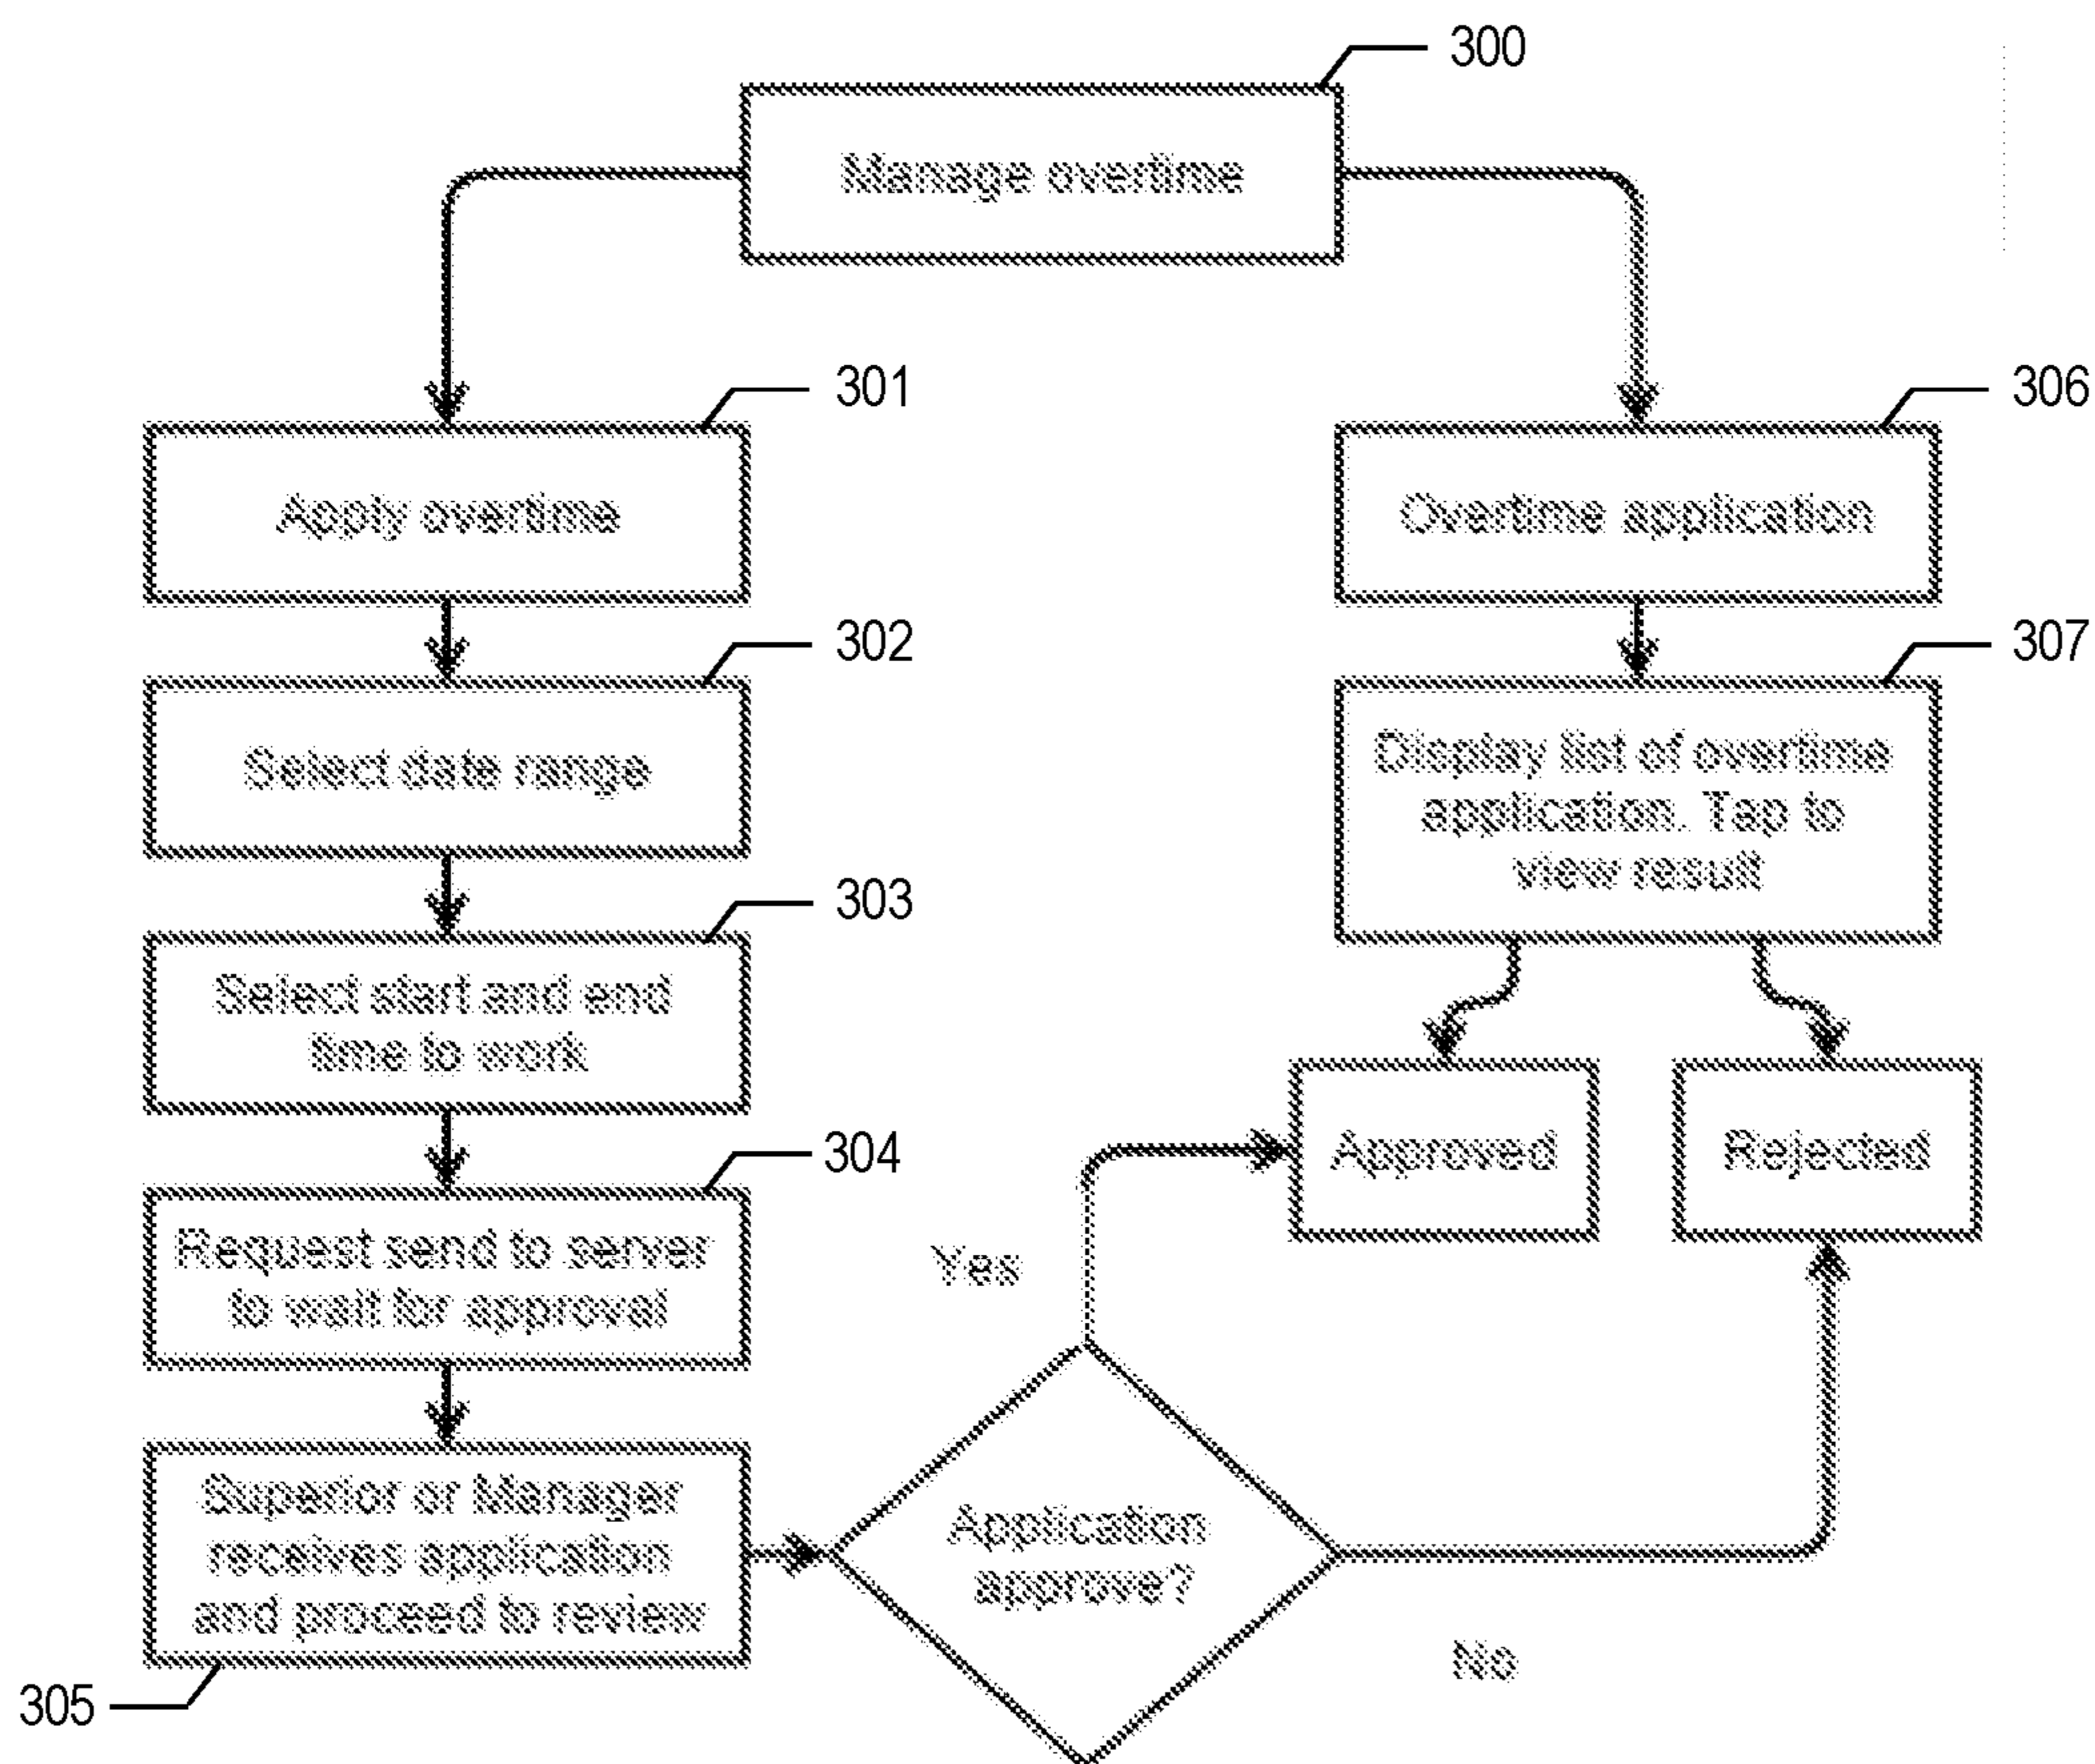 300
Manage overtime
301
Apply overtime
302
Select date range
303
Select start and end
time to work
304
Request send to server
to wait for approval
Superior or Manager
receives application
and proceed to review
305
306
Overtime application
307
Display list of overtime
application. Tap to
view result
Approved
Rejected
Yes
Application
approve?
No